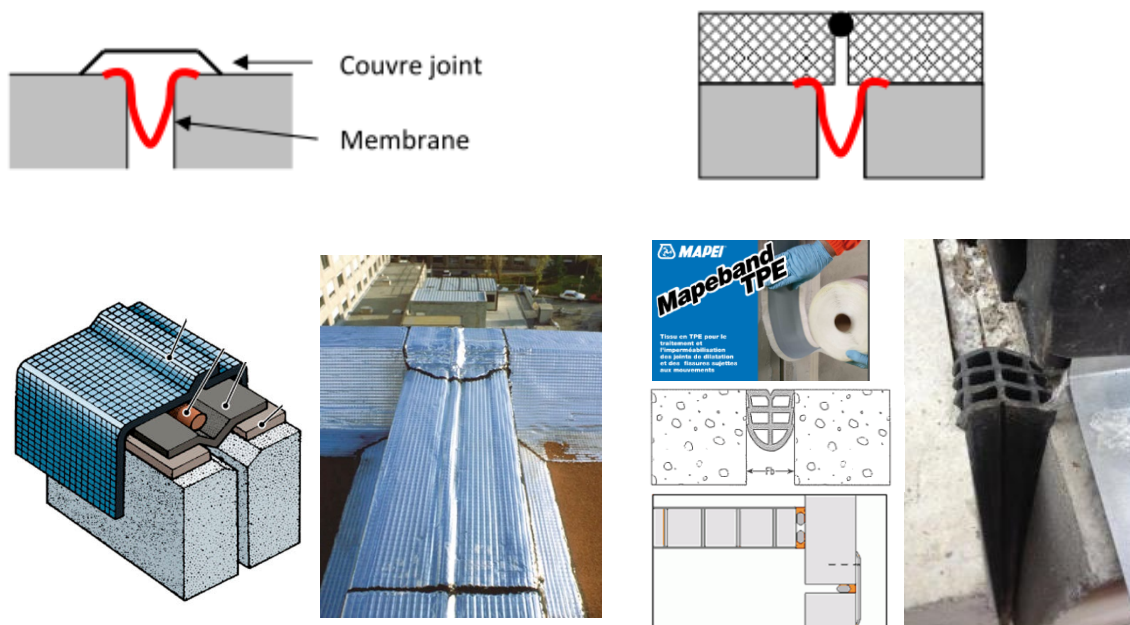 Couvre joint
Membrane
MAPEI
Mapeband
TPE
Tissu en TPE pour le
traitement et
l'imperméabilisation
des joints de dilatation
et des fissures sujettes
aux mouvements
Fb